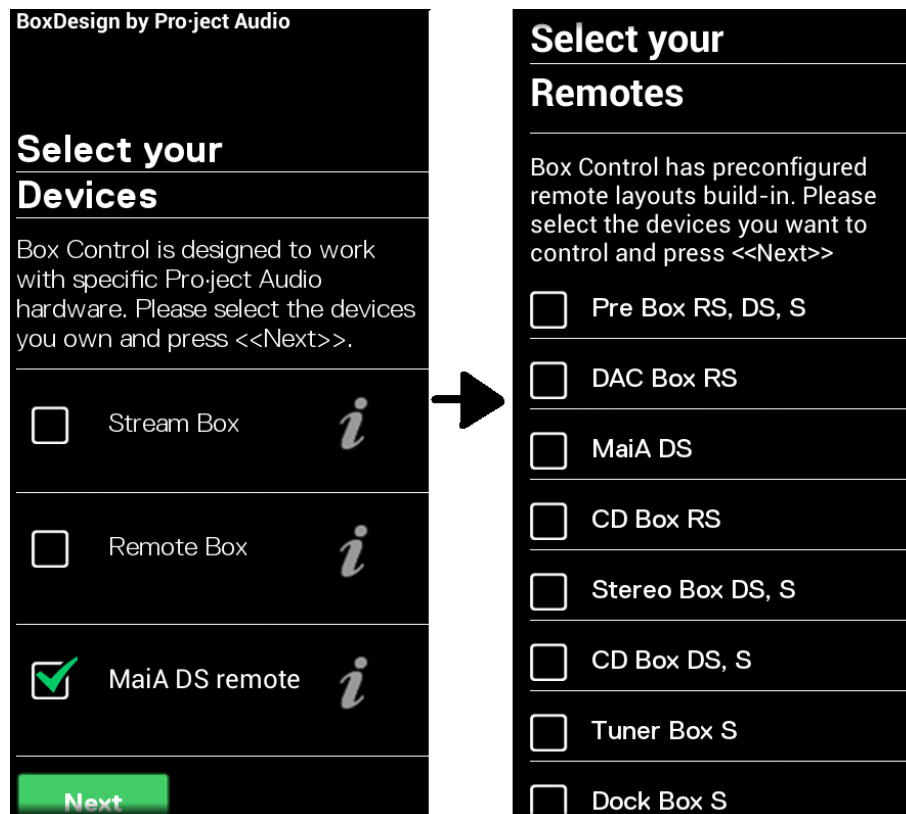 BoxDesign by Pro·ject Audio
Select your
Devices
Box Control is designed to work
with specific Pro·ject Audio
hardware. Please select the devices
you own and press <<Next>>.
Stream Box
Remote Box
MaiA DS remote
Next
Select your
Remotes
Box Control has preconfigured
remote layouts build-in. Please
select the devices you want to
control and press <<Next>>
Pre Box RS, DS, S
DAC Box RS
MaiA DS
CD Box RS
Stereo Box DS, S
CD Box DS, S
Tuner Box S
Dock Box S